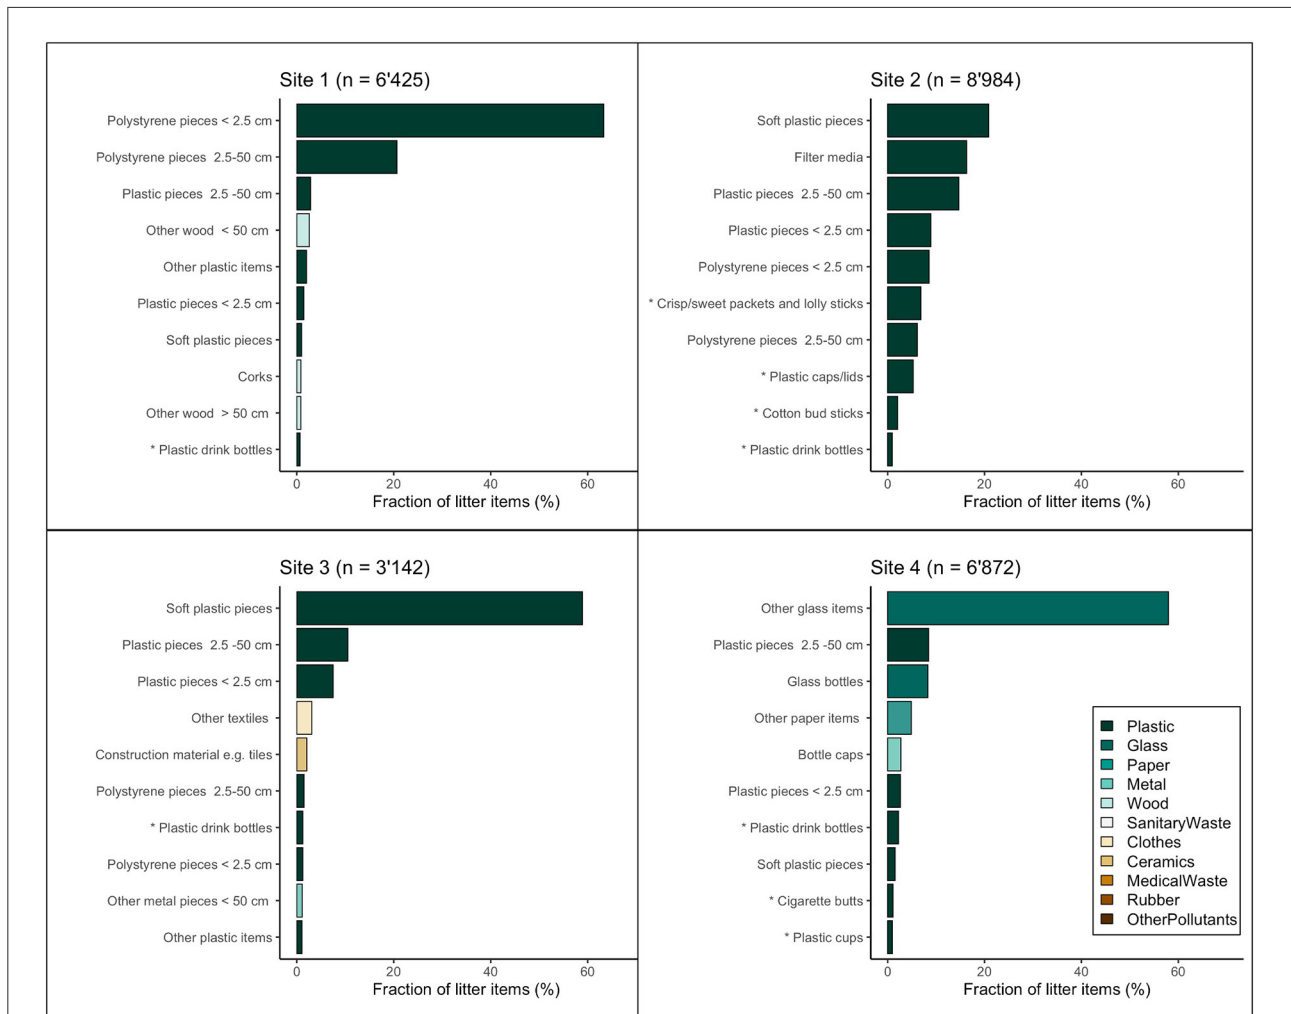 Site 1 (n = 6'425)
Polystyrene pieces < 2.5 cm
Polystyrene pieces  2.5-50 cm
Plastic pieces  2.5 -50 cm
Other wood  < 50 cm
Other plastic items
Plastic pieces < 2.5 cm
Soft plastic pieces
Corks
Other wood  > 50 cm
* Plastic drink bottles
0 20 40 60
Fraction of litter items (%)
Site 2 (n = 8'984)
Soft plastic pieces
Filter media
Plastic pieces  2.5 -50 cm
Plastic pieces < 2.5 cm
Polystyrene pieces < 2.5 cm
* Crisp/sweet packets and lolly sticks
Polystyrene pieces  2.5-50 cm
* Plastic caps/lids
* Cotton bud sticks
* Plastic drink bottles
0 20 40 60
Fraction of litter items (%)
Site 3 (n = 3'142)
Soft plastic pieces
Plastic pieces  2.5 -50 cm
Plastic pieces < 2.5 cm
Other textiles
Construction material e.g. tiles
Polystyrene pieces  2.5-50 cm
* Plastic drink bottles
Polystyrene pieces < 2.5 cm
Other metal pieces < 50 cm
Other plastic items
0 20 40 60
Fraction of litter items (%)
Site 4 (n = 6'872)
Other glass items
Plastic pieces  2.5 -50 cm
Glass bottles
Other paper items
Bottle caps
Plastic pieces < 2.5 cm
* Plastic drink bottles
Soft plastic pieces
* Cigarette butts
* Plastic cups
0 20 40 60
Fraction of litter items (%)
Plastic
Glass
Paper
Metal
Wood
SanitaryWaste
Clothes
Ceramics
MedicalWaste
Rubber
OtherPollutants